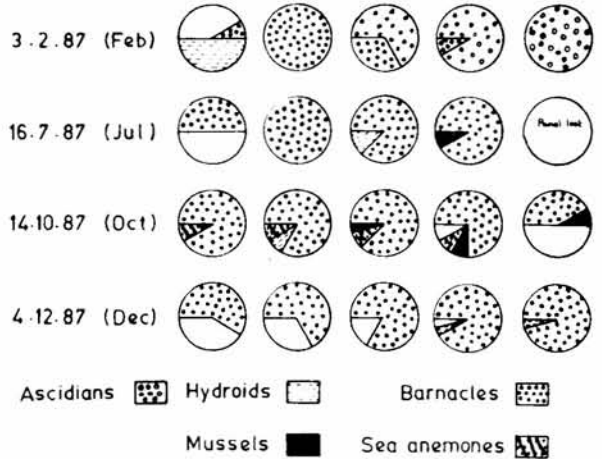 3.2.87 (Feb)
16.7.87 (Jul)
Panel lost
14.10.87 (Oct)
4.12.87 (Dec)
Ascidians Hydroids Barnacles
Mussels Sea anemones